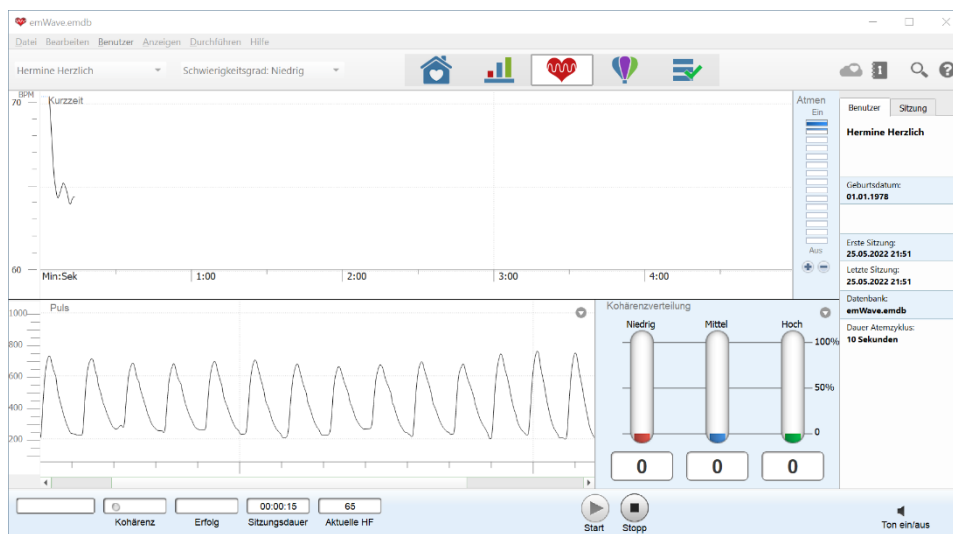 emWave.emdb
Datei Bearbeiten Benutzer Anzeigen Durchführen Hilfe
Hermine Herzlich
Schwierigkeitsgrad: Niedrig
1
?
BPM
Kurzzeit
70
60
Min:Sek
1:00
2:00
3:00
4:00
Atmen
Ein
Aus
Benutzer
Sitzung
Hermine Herzlich
Geburtsdatum:
01.01.1978
Erste Sitzung:
25.05.2022 21:51
Letzte Sitzung:
25.05.2022 21:51
Datenbank:
emWave.emdb
Dauer Atemzyklus:
10 Sekunden
Puls
1000
800
600
400
200
Kohärenzverteilung
Niedrig
Mittel
Hoch
100%
50%
0
0
0
0
Kohärenz
Erfolg
00:00:15
Sitzungsdauer
65
Aktuelle HF
Start
Stopp
Ton ein/aus